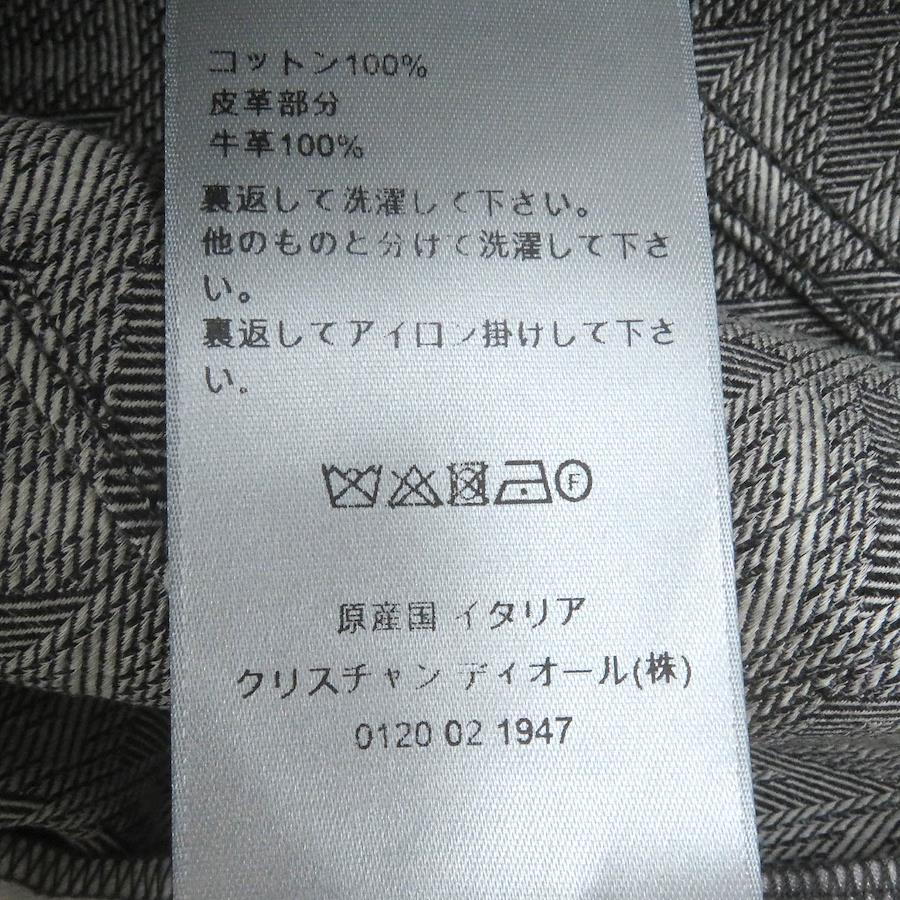 コットン100%
皮革部分
牛革100%
裏返して洗濯して下さい。
他のものと分けて洗濯して下さ
い。
裏返してアイロン掛けして下さ
い.
F
原産国 イタリア
クリスチャン ディオール(株)
0120 02 1947